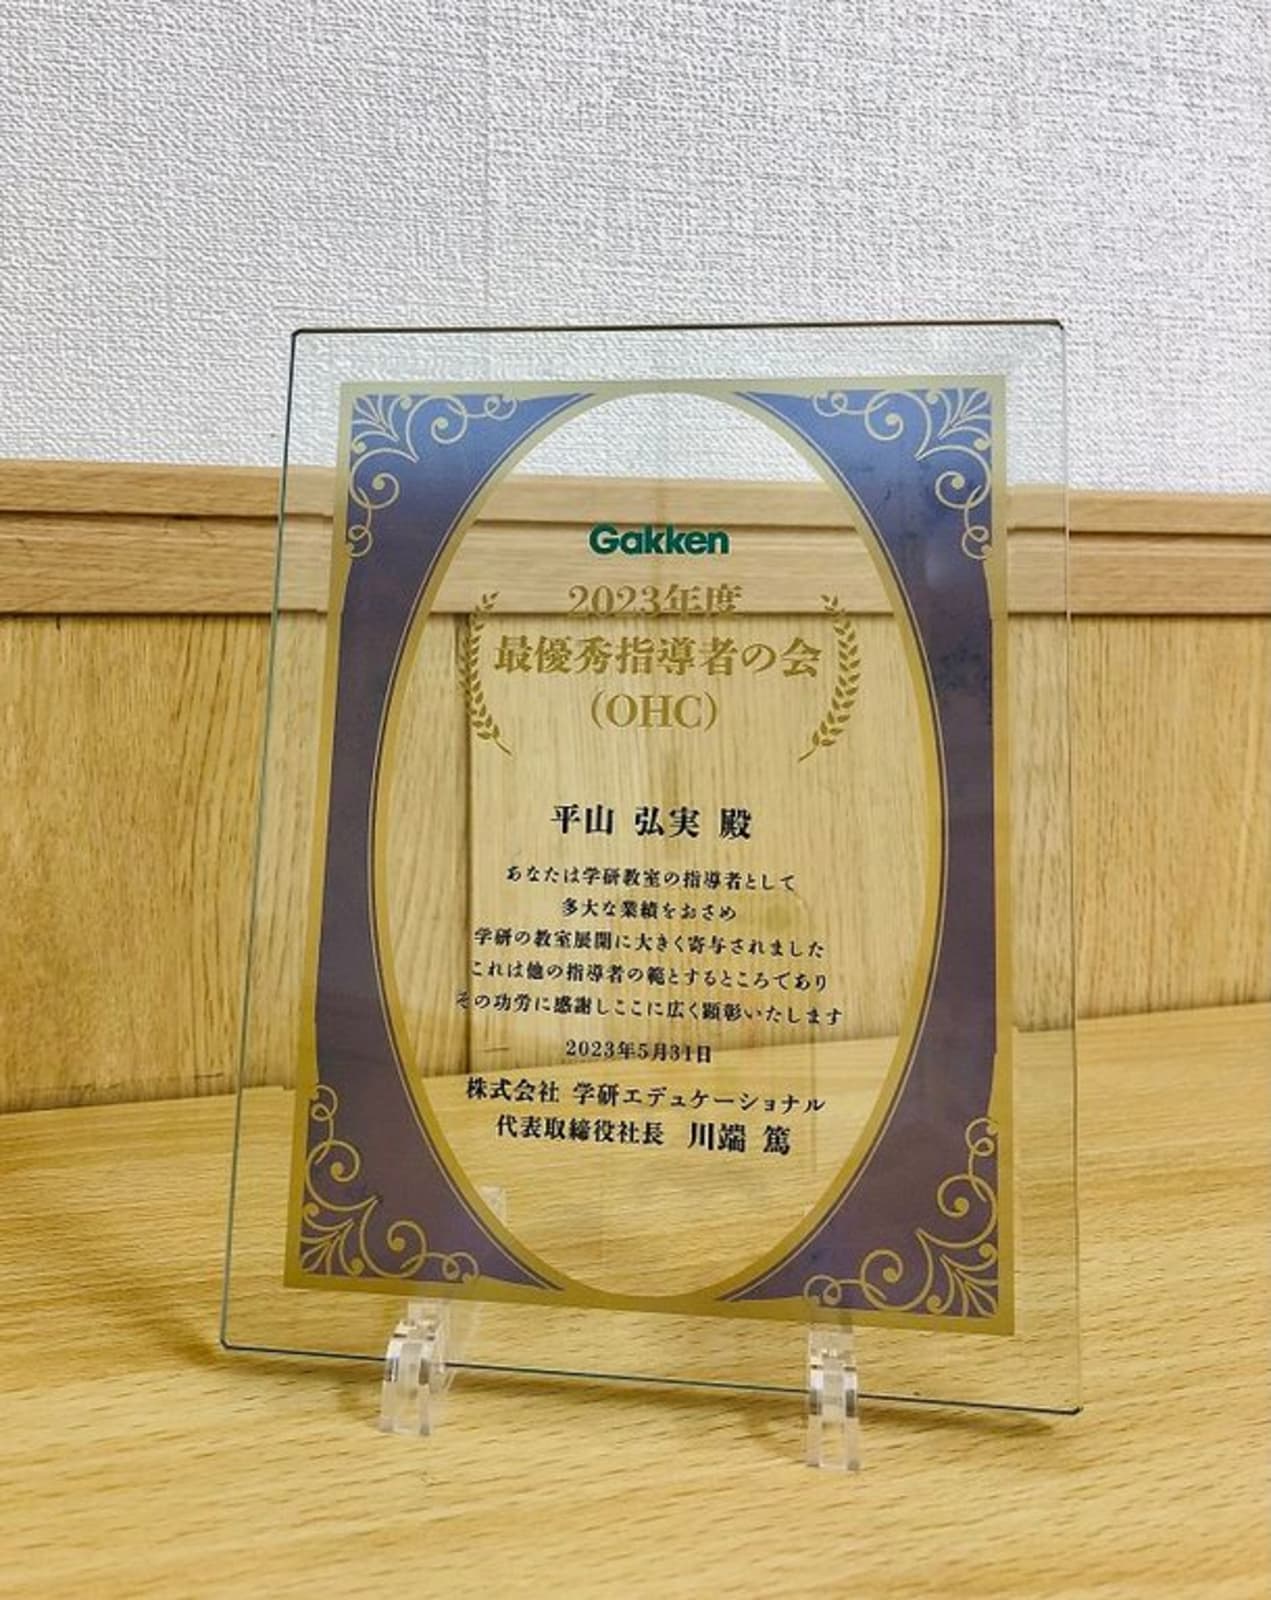 Gakken
2023年度
最優秀指導者の会
(OHC)
平山 弘実 殿
あなたは学研教室の指導者として
多大な業績をおさめ
学研の教室展開に大きく寄与されました
これは他の指導者の範とするところであり
その功労に感謝しここに広く顕彰いたします
2023年5月31日
株式会社 学研エデュケーショナル
代表取締役社長 川端 篤